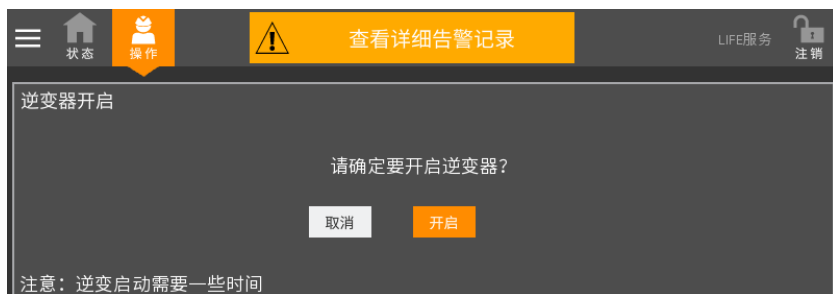 状态
操作
查看详细告警记录
LIFE服务
注销
逆变器开启
请确定要开启逆变器？
取消
开启
注意：逆变启动需要一些时间